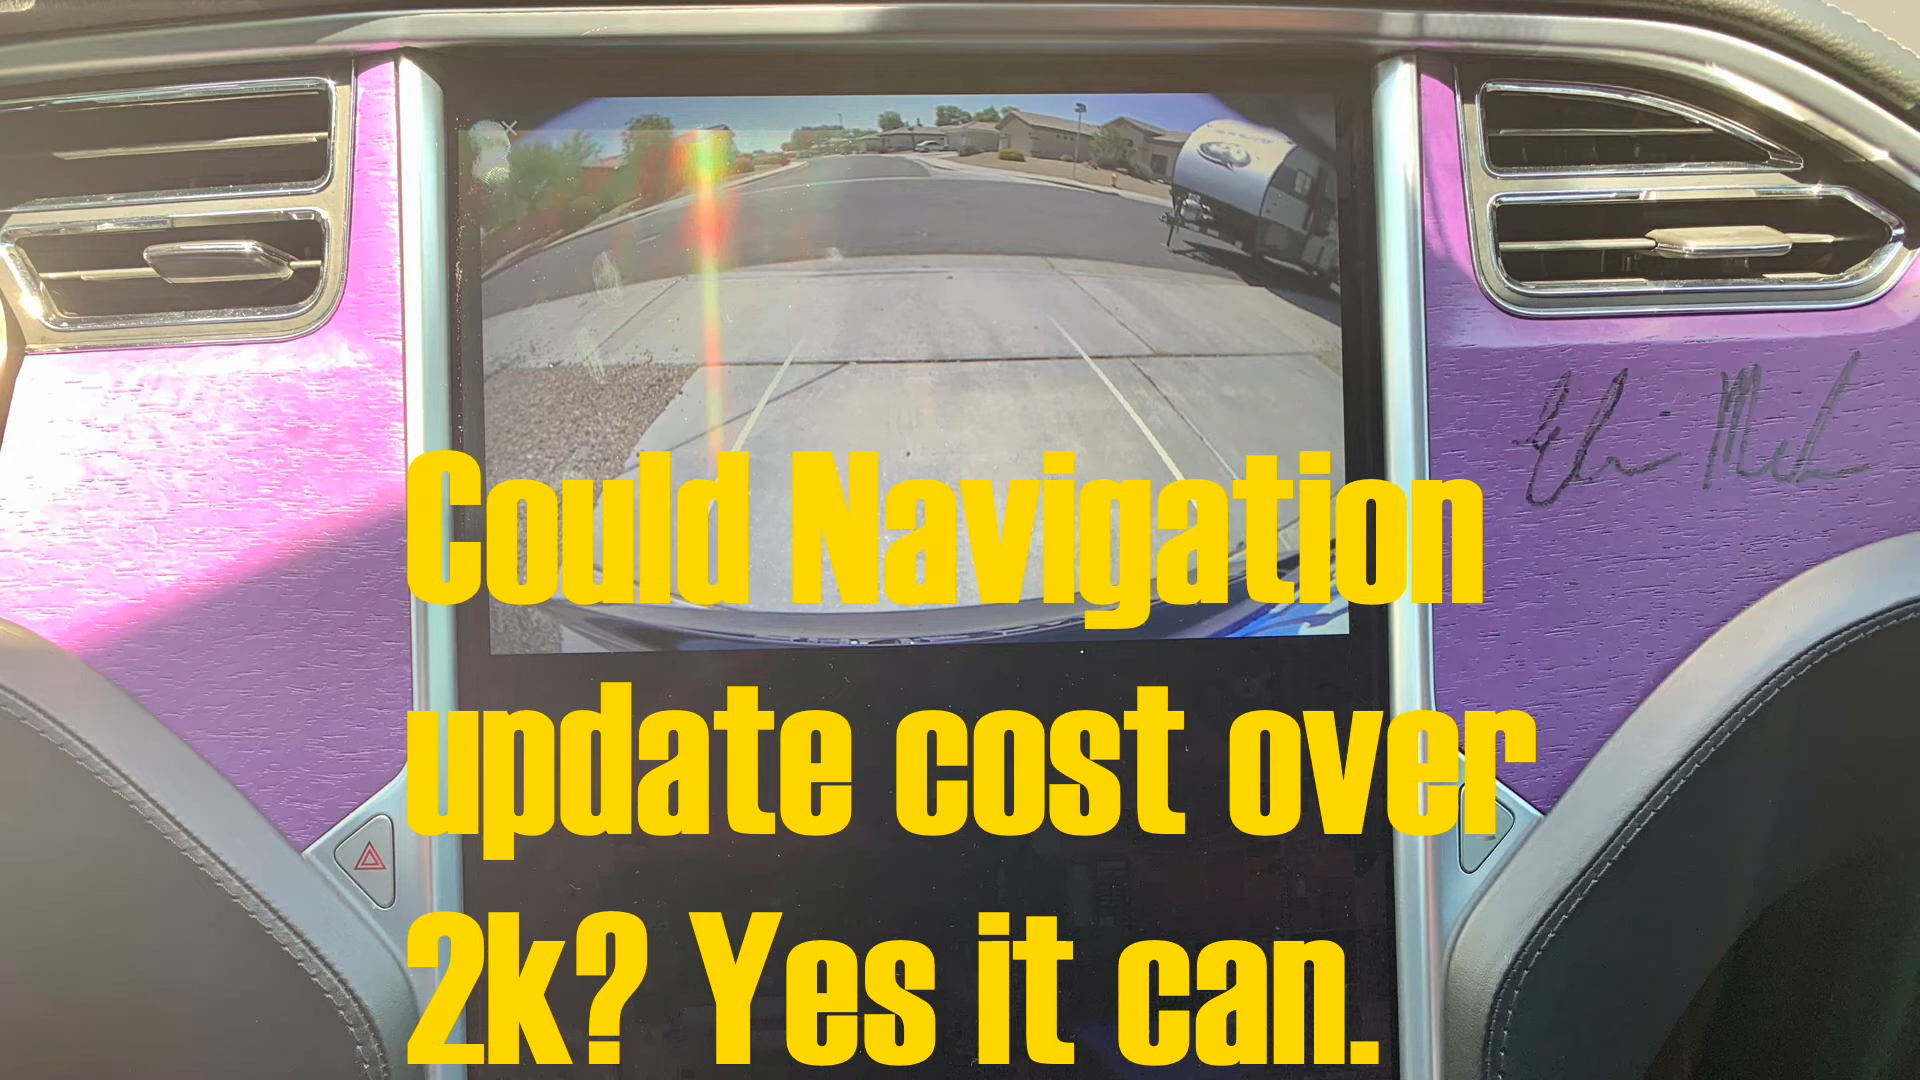 Could Navigation
update cost over
2k? Yes it can.